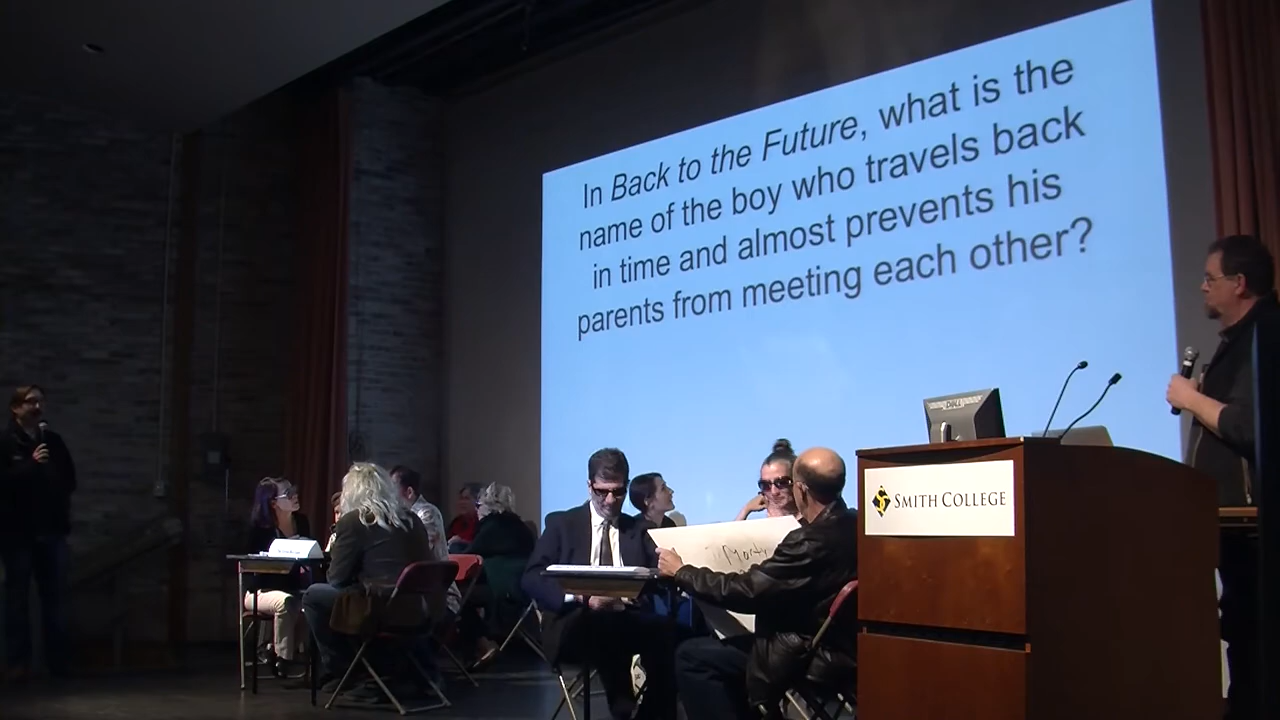 In Back to the Future, what is the
name of the boy who travels back
in time and almost prevents his
parents from meeting each other?
SMITH COLLEGE
Marty